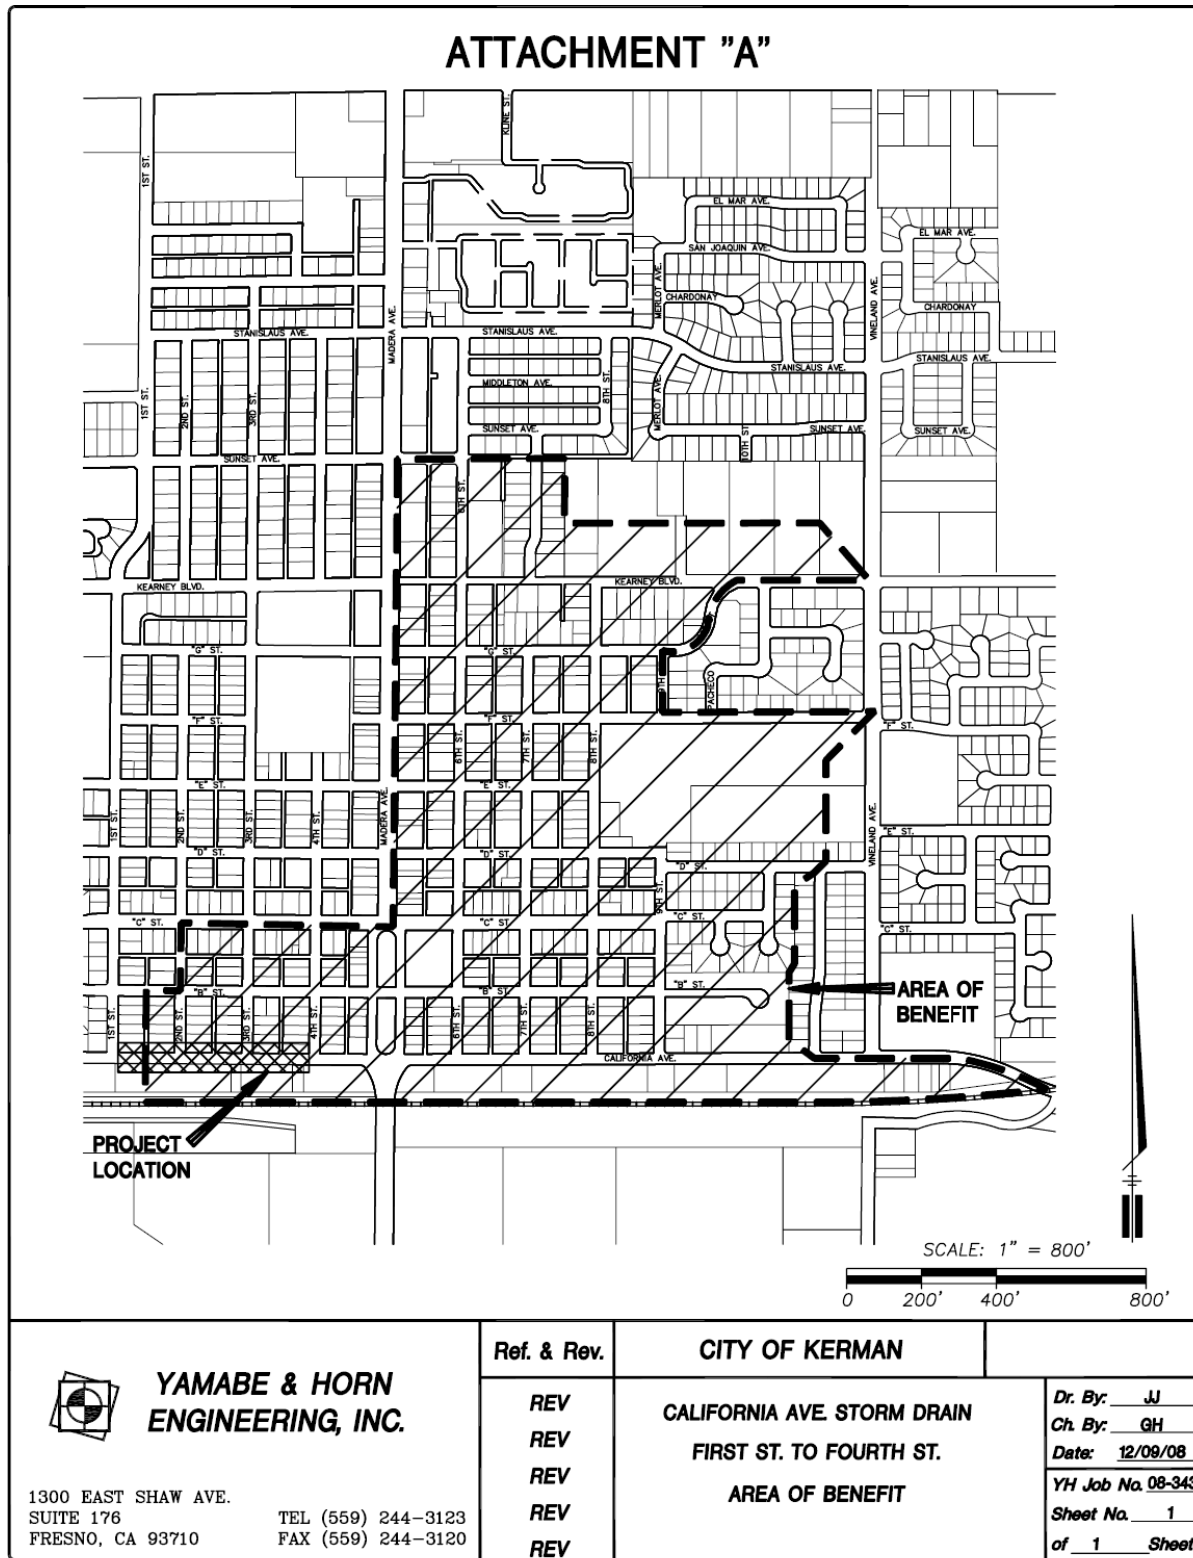 ATTACHMENT "A"
KLINE ST.
1ST ST.
EL MAR AVE.
EL MAR AVE.
SAN JOAQUIN AVE.
MERLOT AVE.
CHARDONAY
CHARDONAY
VINELAND AVE.
MADERA AVE.
STANISLAUS AVE.
STANISLAUS AVE.
STANISLAUS AVE.
STANISLAUS AVE.
MIDDLETON AVE.
8TH ST.
MERLOT AVE.
1ST ST.
2ND ST.
3RD ST.
SUNSET AVE.
SUNSET AVE.
SUNSET AVE.
SUNSET AVE.
10TH ST
6TH ST.
KEARNEY BLVD.
KEARNEY BLVD.
"G" ST.
"G" ST.
9TH
PACHECO
"F" ST.
"F" ST.
"F" ST.
6TH ST.
7TH ST.
8TH ST.
"E" ST.
"E" ST.
"E" ST.
1ST ST.
2ND ST.
3RD ST.
4TH ST.
MADERA AVE.
VINELAND AVE.
"D" ST.
"D" ST.
"D" ST.
9TH ST.
"C" ST.
"C" ST.
"C" ST.
"C" ST.
"B" ST.
"B" ST.
"B" ST.
AREA OF
BENEFIT
1ST ST.
2ND ST.
3RD ST.
4TH ST.
6TH ST.
7TH ST.
8TH ST.
CALIFORNIA AVE.
PROJECT
LOCATION
SCALE: 1" = 800'
0 200' 400' 800'
YAMABE & HORN
ENGINEERING, INC.
1300 EAST SHAW AVE.
SUITE 176 TEL (559) 244-3123
FRESNO, CA 93710 FAX (559) 244-3120
Ref. & Rev.
REV
REV
REV
REV
REV
CITY OF KERMAN
CALIFORNIA AVE. STORM DRAIN
FIRST ST. TO FOURTH ST.
AREA OF BENEFIT
Dr. By: JJ
Ch. By: GH
Date: 12/09/08
YH Job No. 08-343
Sheet No. 1
of 1 Sheet